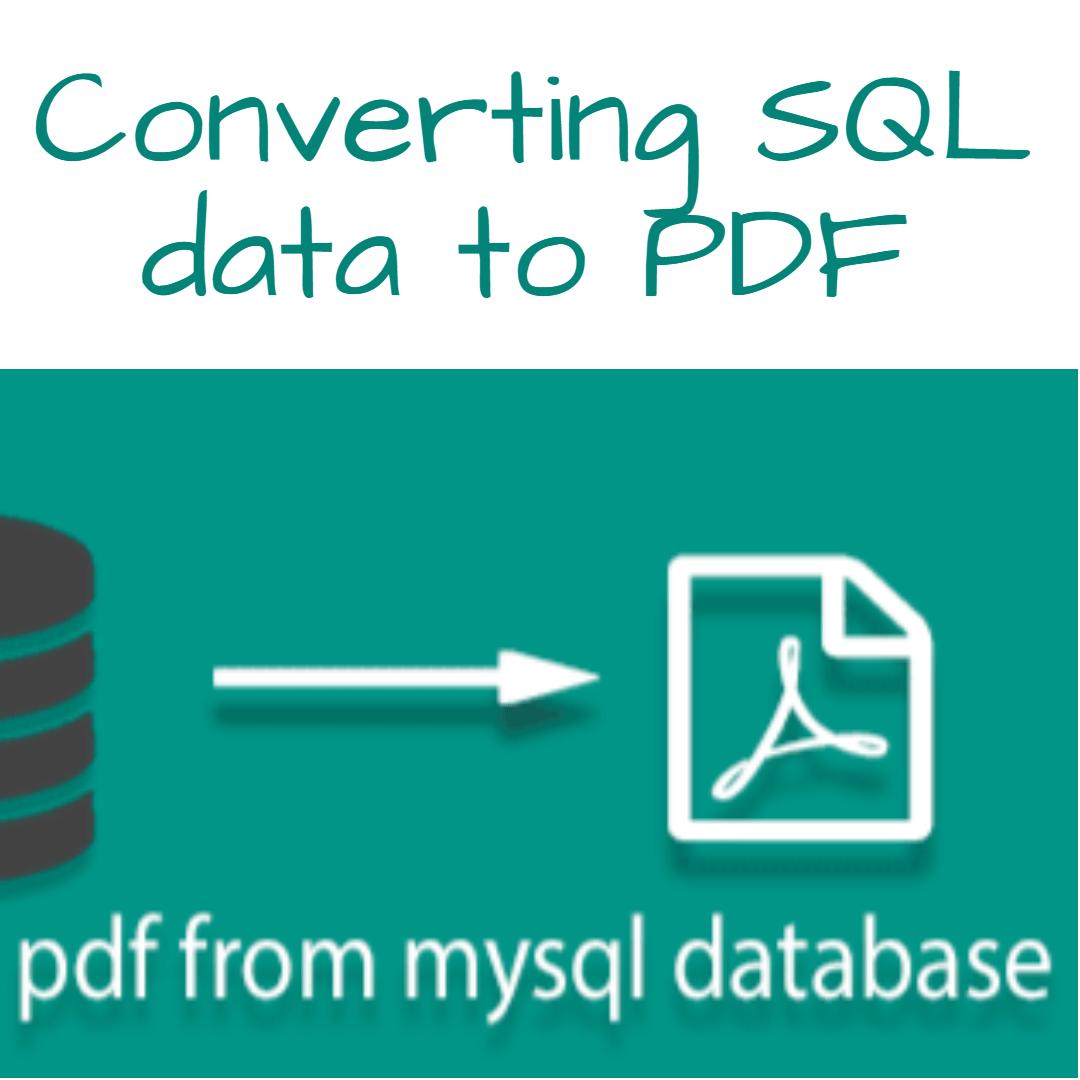 Converting SQL
data to PDF
pdf from mysql database